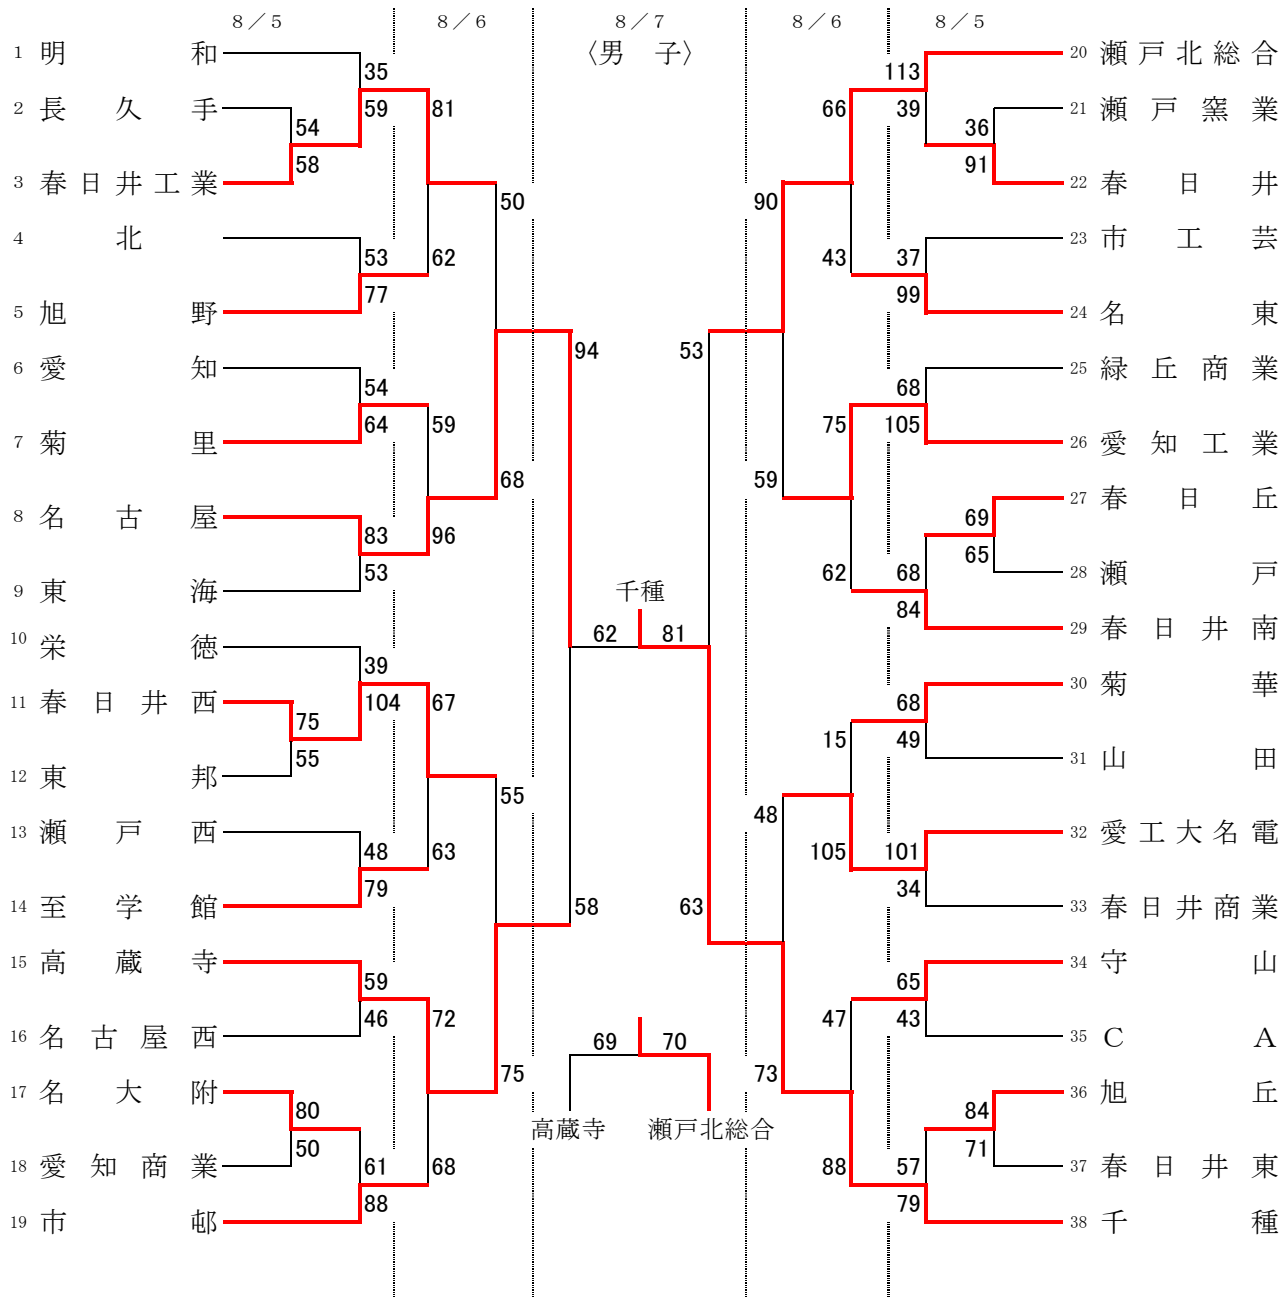 8／5 8／6 8／7 8／6 8／5
〈男 子〉
1 明和
35
2 長久手
59 81
54
58
3 春日井工業
50
4 北
53 62
5 旭野
77
94
6 愛知
54
7 菊里
64 59
68
8 名古屋
83 96
9 東海
53
千種
62 81
10 栄徳
39
11 春日井西
104 67
75
55
12 東邦
55
13 瀬戸西
48 63
14 至学館
79
58
15 高蔵寺
59
16 名古屋西
46 72
75
17 名大附
80
50
18 愛知商業
61 68
19 市邨
88
69 70
高蔵寺 瀬戸北総合
20 瀬戸北総合
113
66 39
21 瀬戸窯業
36
91
22 春日井
90
23 市工芸
43 37
99
24 名東
53
25 緑丘商業
68
75 105
26 愛知工業
59
27 春日丘
69
65
28 瀬戸
62 68
84
29 春日井南
30 菊華
68
15 49
31 山田
48
32 愛工大名電
105 101
34
33 春日井商業
63
34 守山
65
47 43
35 CA
73
36 旭丘
84
71
37 春日井東
88 57
79
38 千種